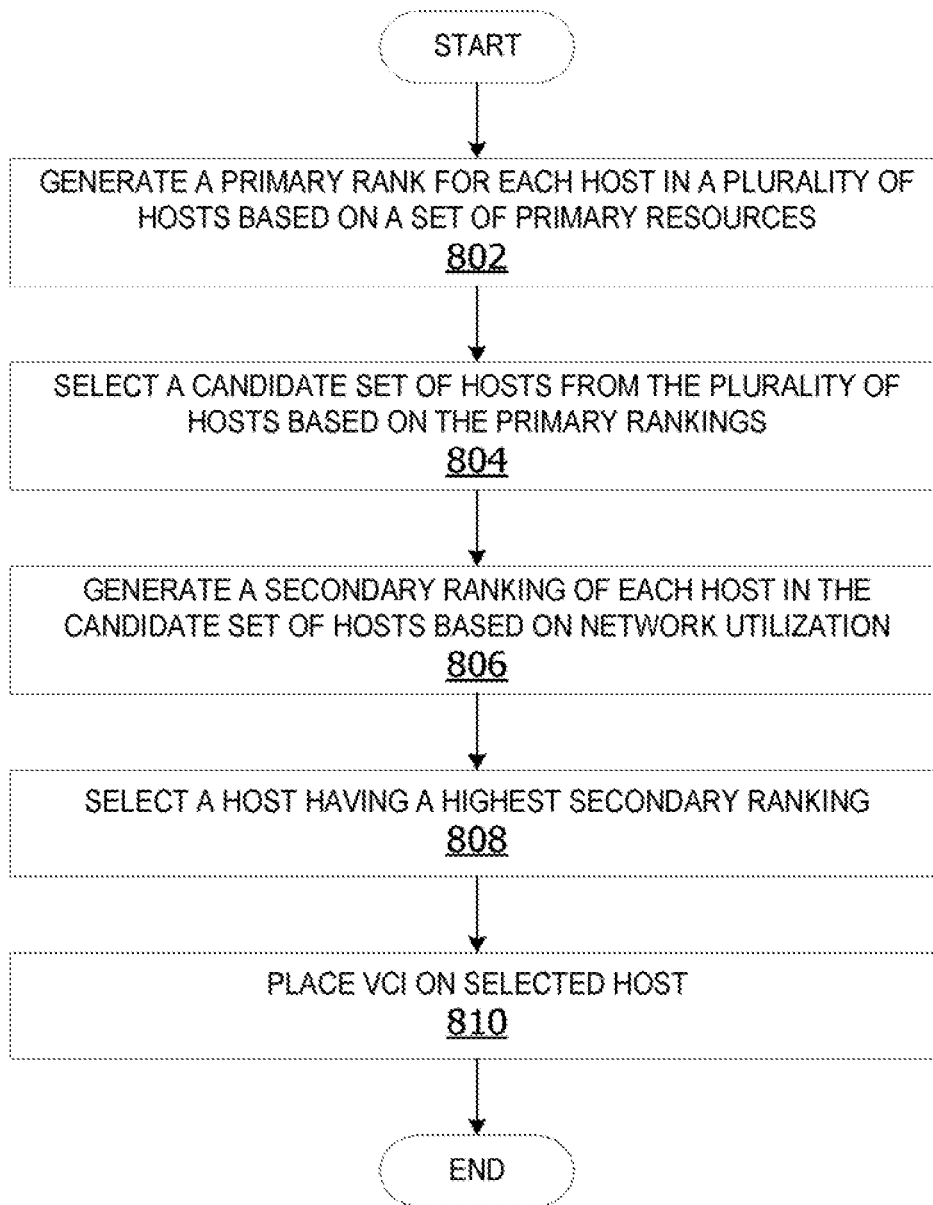 START
GENERATE A PRIMARY RANK FOR EACH HOST IN A PLURALITY OF
HOSTS BASED ON A SET OF PRIMARY RESOURCES
802
SELECT A CANDIDATE SET OF HOSTS FROM THE PLURALITY OF
HOSTS BASED ON THE PRIMARY RANKINGS
804
GENERATE A SECONDARY RANKING OF EACH HOST IN THE
CANDIDATE SET OF HOSTS BASED ON NETWORK UTILIZATION
806
SELECT A HOST HAVING A HIGHEST SECONDARY RANKING
808
PLACE VCI ON SELECTED HOST
810
END